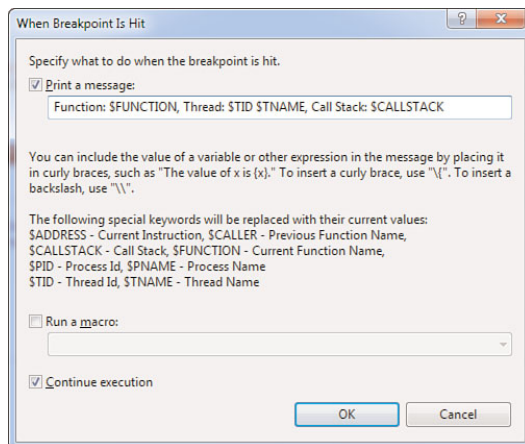 When Breakpoint Is Hit
Specify what to do when the breakpoint is hit.
Print a message:
Function: $FUNCTION, Thread: $TID $TNAME, Call Stack: $CALLSTACK
You can include the value of a variable or other expression in the message by placing it
in curly braces, such as "The value of x is {x}." To insert a curly brace, use "\{". To insert a
backslash, use "\\".
The following special keywords will be replaced with their current values:
$ADDRESS - Current Instruction, $CALLER - Previous Function Name,
$CALLSTACK - Call Stack, $FUNCTION - Current Function Name,
$PID - Process Id, $PNAME - Process Name
$TID - Thread Id, $TNAME - Thread Name
Run a macro:
Continue execution
OK Cancel